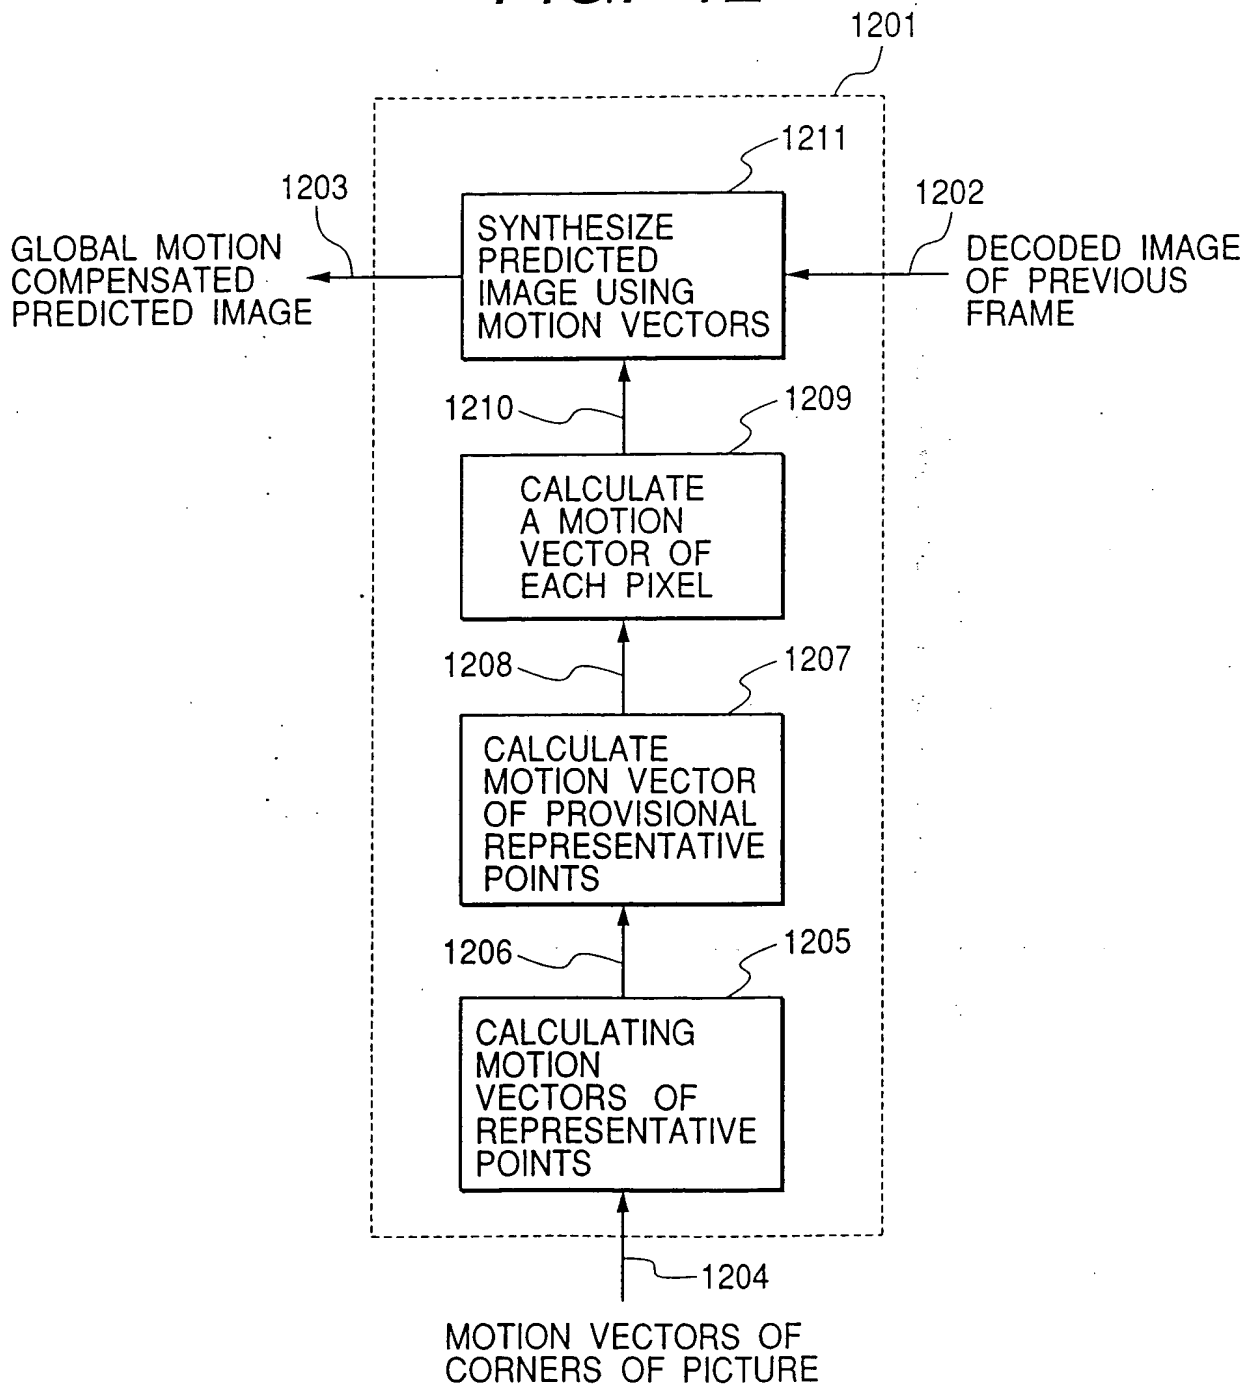 1201
1211
1203
1202
GLOBAL MOTION
COMPENSATED
PREDICTED IMAGE
SYNTHESIZE
PREDICTED
IMAGE USING
MOTION VECTORS
DECODED IMAGE
OF PREVIOUS
FRAME
1210
1209
CALCULATE
A MOTION
VECTOR OF
EACH PIXEL
1208
1207
CALCULATE
MOTION VECTOR
OF PROVISIONAL
REPRESENTATIVE
POINTS
1206
1205
CALCULATING
MOTION
VECTORS OF
REPRESENTATIVE
POINTS
1204
MOTION VECTORS OF
CORNERS OF PICTURE